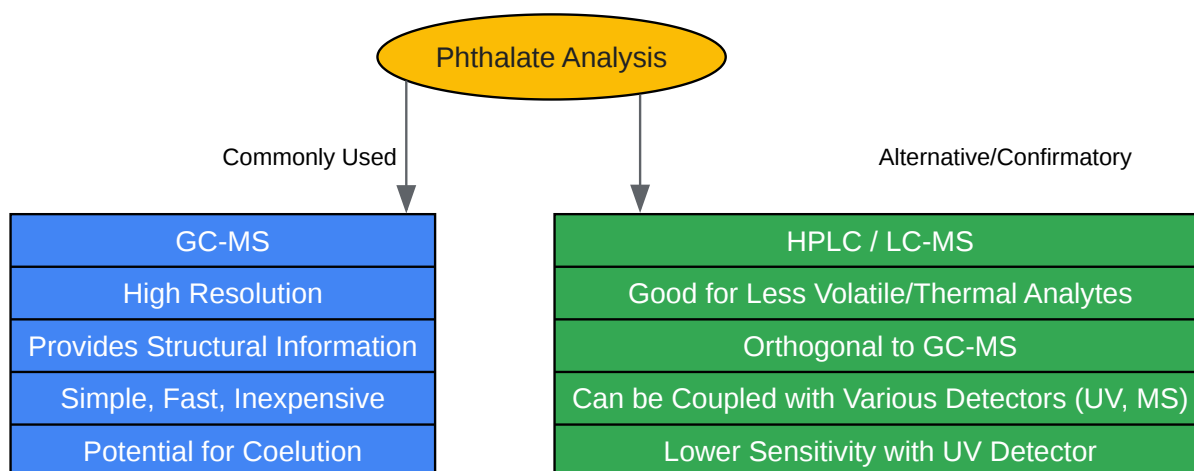 Phthalate Analysis
Commonly Used
Alternative/Confirmatory
GC-MS
High Resolution
Provides Structural Information
Simple, Fast, Inexpensive
Potential for Coelution
HPLC / LC-MS
Good for Less Volatile/Thermal Analytes
Orthogonal to GC-MS
Can be Coupled with Various Detectors (UV, MS)
Lower Sensitivity with UV Detector